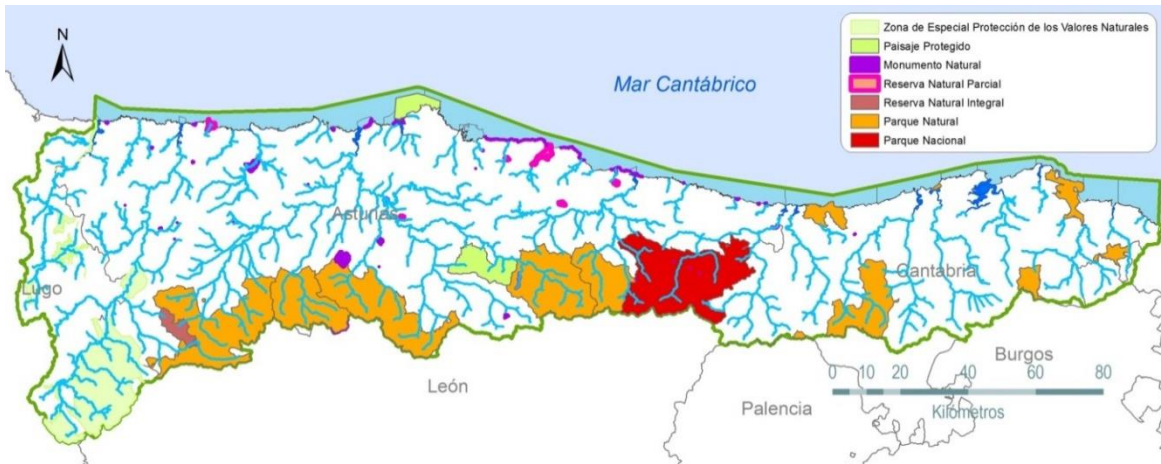 N
Mar Cantábrico
Zona de Especial Protección de los Valores Naturales
Paisaje Protegido
Monumento Natural
Reserva Natural Parcial
Reserva Natural Integral
Parque Natural
Parque Nacional
Asturias
Cantabria
Lugo
León
Palencia
Burgos
0 10 20 40 60 80
Kilómetros